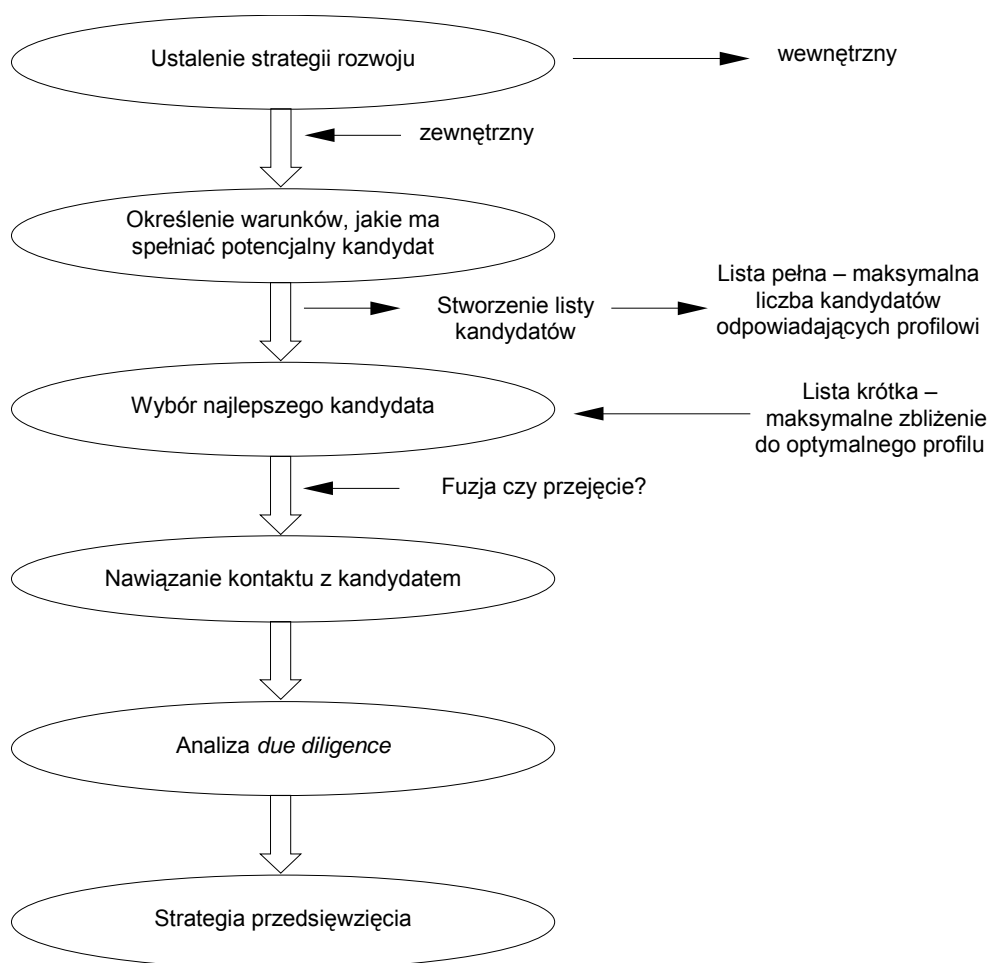 Ustalenie strategii rozwoju
wewnętrzny
zewnętrzny
Określenie warunków, jakie ma
spełniać potencjalny kandydat
Stworzenie listy
kandydatów
Lista pełna – maksymalna
liczba kandydatów
odpowiadających profilowi
Wybór najlepszego kandydata
Lista krótka –
maksymalne zbliżenie
do optymalnego profilu
Fuzja czy przejęcie?
Nawiązanie kontaktu z kandydatem
Analiza due diligence
Strategia przedsięwzięcia